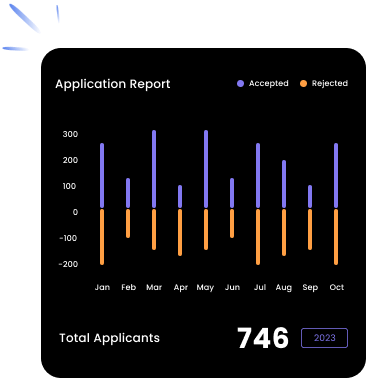 Application Report
Accepted Rejected
300
200
100
0
-100
-200
Jan Feb Mar Apr May Jun Jul Aug Sep Oct
Total Applicants 746 2023